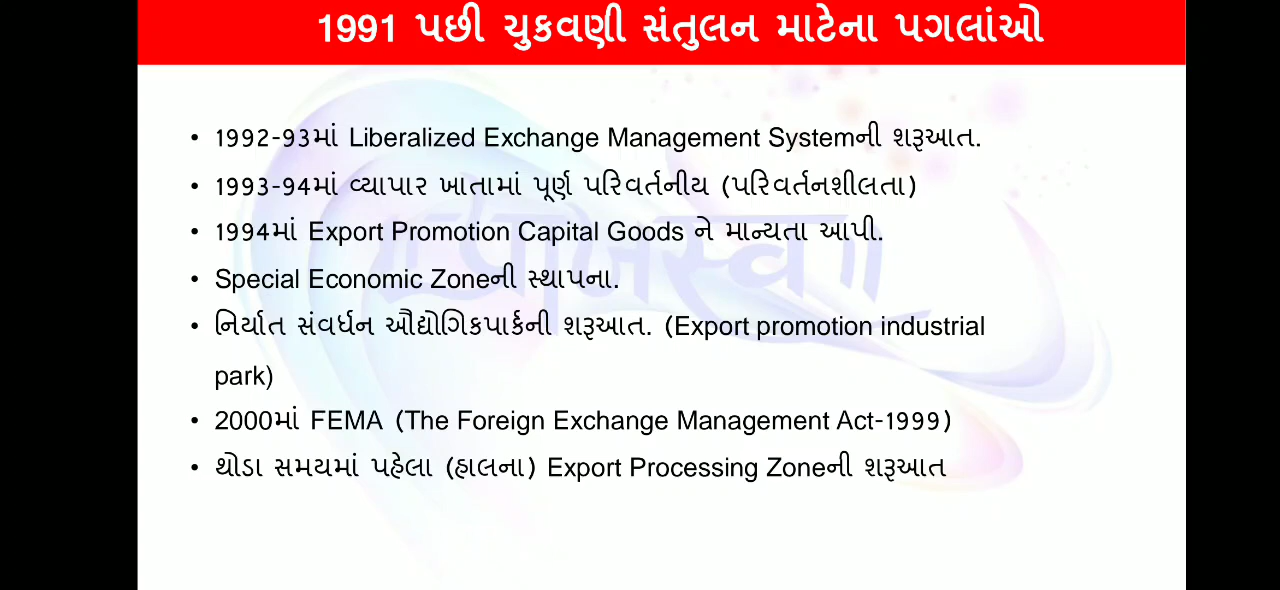 1991 પછી ચુકવણી સંતુલન માટેના પગલાંઓ
• 1992-93માં Liberalized Exchange Management Systemની શરૂઆત.
• 1993-94માં વ્યાપાર ખાતામાં પૂર્ણ પરિવર્તનીય (પરિવર્તનશીલતા)
• 1994માં Export Promotion Capital Goods ને માન્યતા આપી.
• Special Economic Zoneની સ્થાપના.
• નિર્યાત સંવર્ધન ઔદ્યોગિકપાર્કની શરૂઆત. (Export promotion industrial
park)
• 2000માં FEMA (The Foreign Exchange Management Act-1999)
• થોડા સમયમાં પહેલા (હાલના) Export Processing Zoneની શરૂઆત